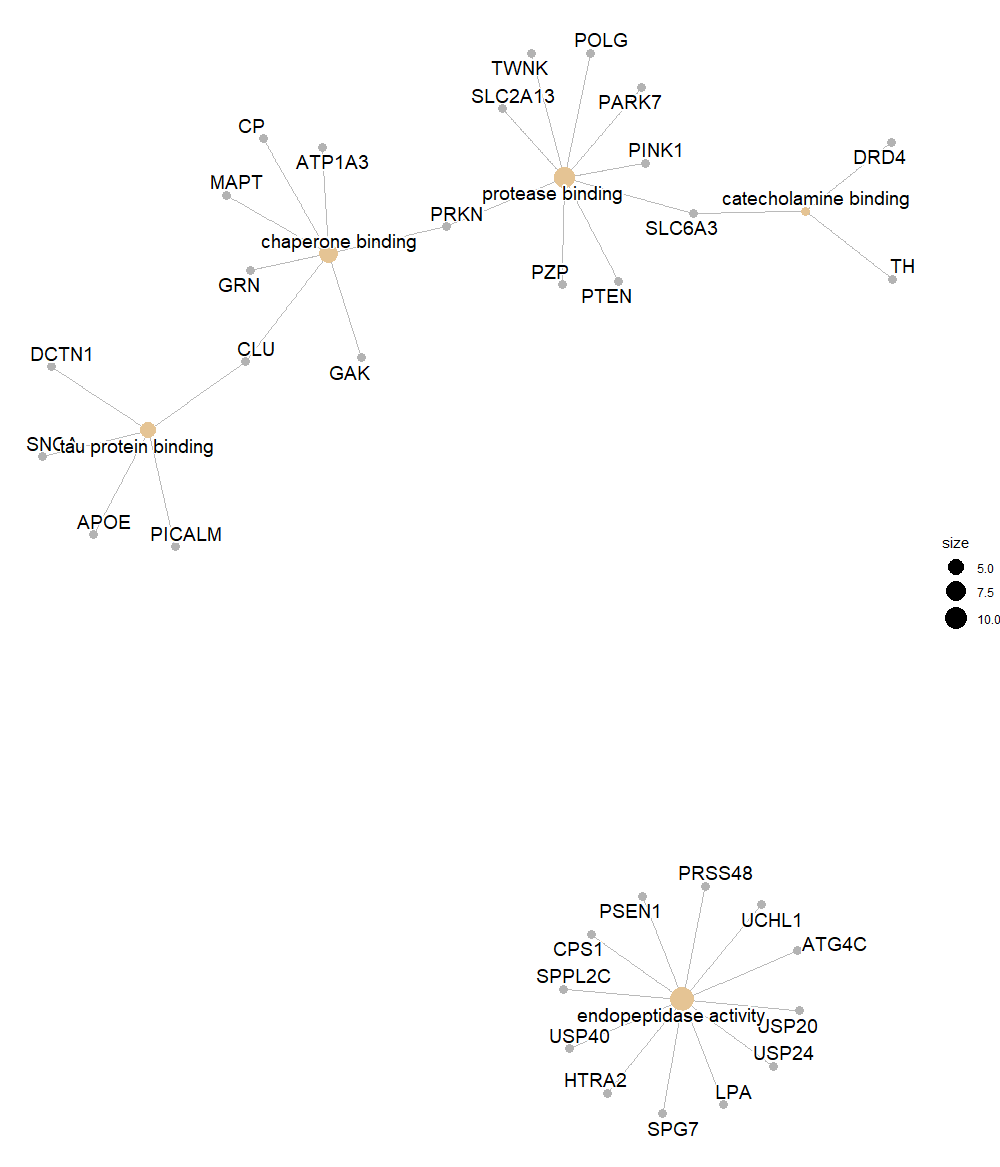 POLG
TWNK
SLC2A13
PARK7
CP
ATP1A3
PINK1
DRD4
MAPT
protease binding
catecholamine binding
PRKN
SLC6A3
chaperone binding
TH
PZP
GRN
PTEN
CLU
DCTN1
GAK
tau protein binding
APOE
PICALM
size
5.0
7.5
10.0
PRSS48
PSEN1
UCHL1
ATG4C
CPS1
SPPL2C
endopeptidase activity
USP20
USP40
USP24
HTRA2
LPA
SPG7